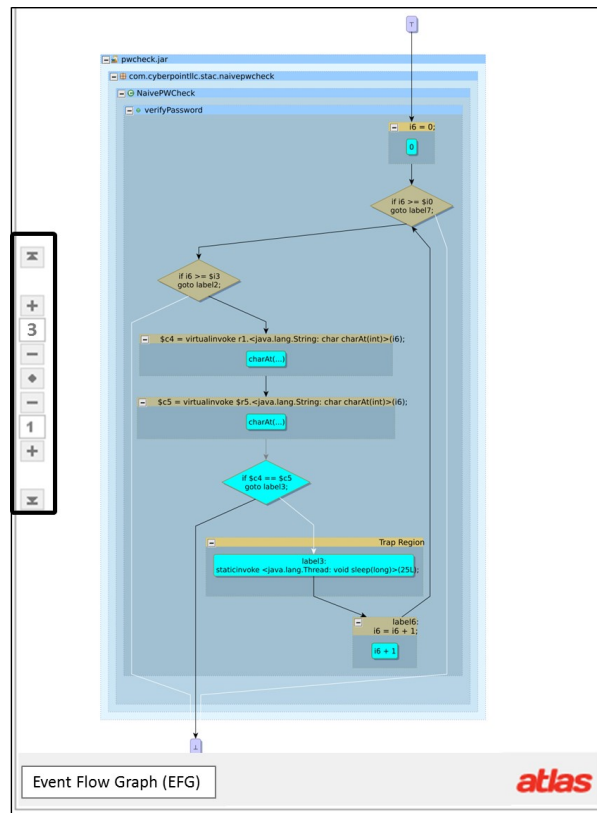 ⊤
pwcheck.jar
com.cyberpointllc.stac.naivepwcheck
NaivePWCheck
verifyPassword
i6 = 0;
0
if i6 >= $i0
goto label7;
if i6 >= $i3
goto label2;
$c4 = virtualinvoke r1.<java.lang.String: char charAt(int)>(i6);
charAt(...)
$c5 = virtualinvoke $r5.<java.lang.String: char charAt(int)>(i6);
charAt(...)
if $c4 == $c5
goto label3;
Trap Region
label3:
staticinvoke <java.lang.Thread: void sleep(long)>(25L);
label6:
i6 = i6 + 1;
i6 + 1
⊥
3
1
Event Flow Graph (EFG)
atlas